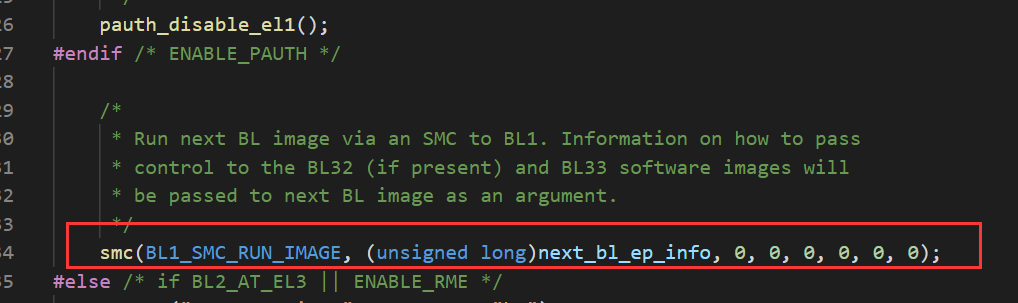 26 pauth_disable_el1();
27 #endif /* ENABLE_PAUTH */
28
29 /*
30 * Run next BL image via an SMC to BL1. Information on how to pass
31 * control to the BL32 (if present) and BL33 software images will
32 * be passed to next BL image as an argument.
33 */
34 smc(BL1_SMC_RUN_IMAGE, (unsigned long)next_bl_ep_info, 0, 0, 0, 0, 0, 0);
35 #else /* if BL2_AT_EL3 || ENABLE_RME */